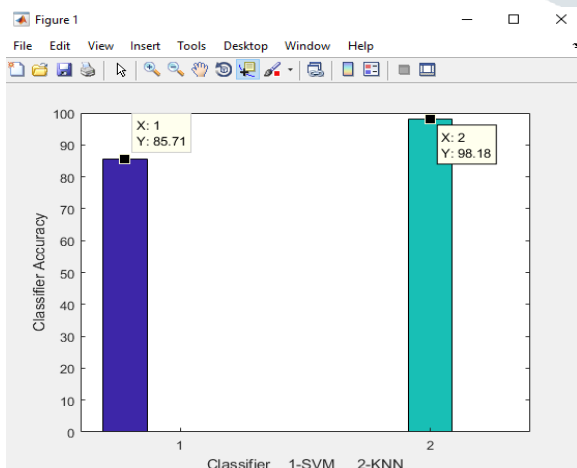 Figure 1
File Edit View Insert Tools Desktop Window Help
100
X: 1
Y: 85.71
X: 2
Y: 98.18
90
80
70
60
50
40
30
20
10
0
Classifier Accuracy
1 2
Classifier 1-SVM 2-KNN